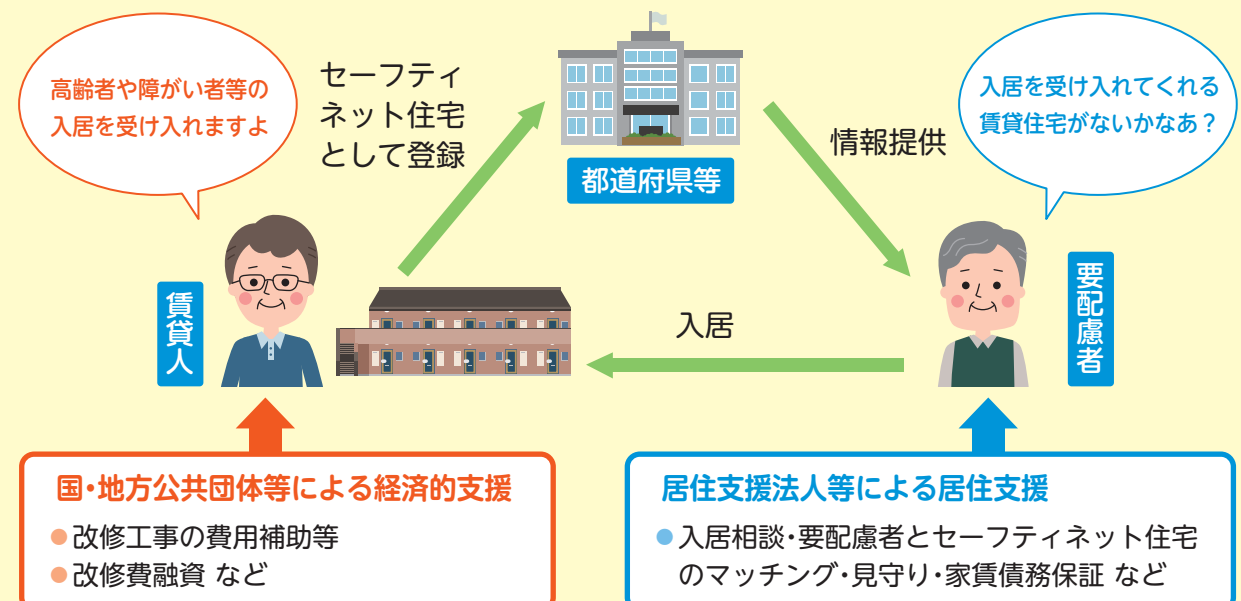 高齢者や障がい者等の
入居を受け入れますよ
セーフティ
ネット住宅
として登録
都道府県等
情報提供
入居を受け入れてくれる
賃貸住宅がないかなあ？
賃貸人
入居
要配慮者
国・地方公共団体等による経済的支援
●改修工事の費用補助等
●改修費融資 など
居住支援法人等による居住支援
●入居相談・要配慮者とセーフティネット住宅
のマッチング・見守り・家賃債務保証 など